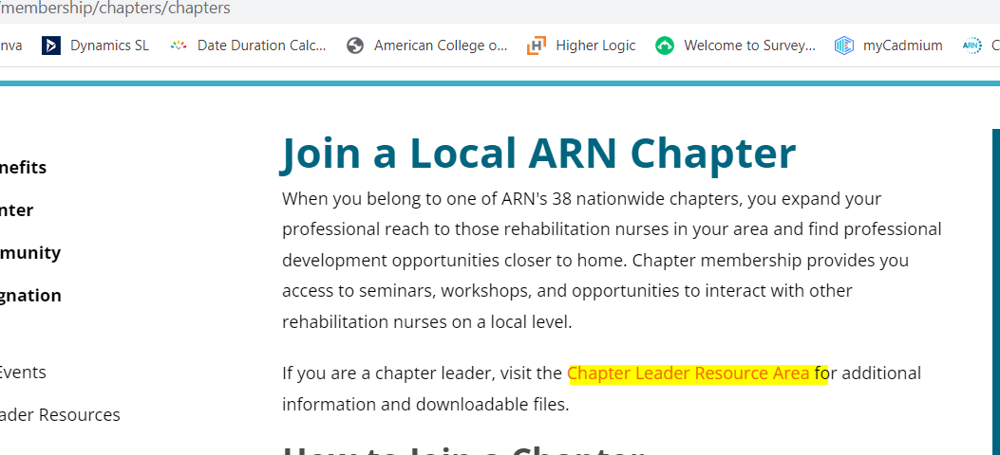 /membership/chapters/chapters
nva Dynamics SL Date Duration Calc... American College o... Higher Logic Welcome to Survey... myCadmium ARN C
Join a Local ARN Chapter
nefits
When you belong to one of ARN's 38 nationwide chapters, you expand your
nter
professional reach to those rehabilitation nurses in your area and find professional
mmunity
development opportunities closer to home. Chapter membership provides you
access to seminars, workshops, and opportunities to interact with other
gnation
rehabilitation nurses on a local level.
Events
If you are a chapter leader, visit the Chapter Leader Resource Area for additional
information and downloadable files.
ader Resources
How to Join a Chapter